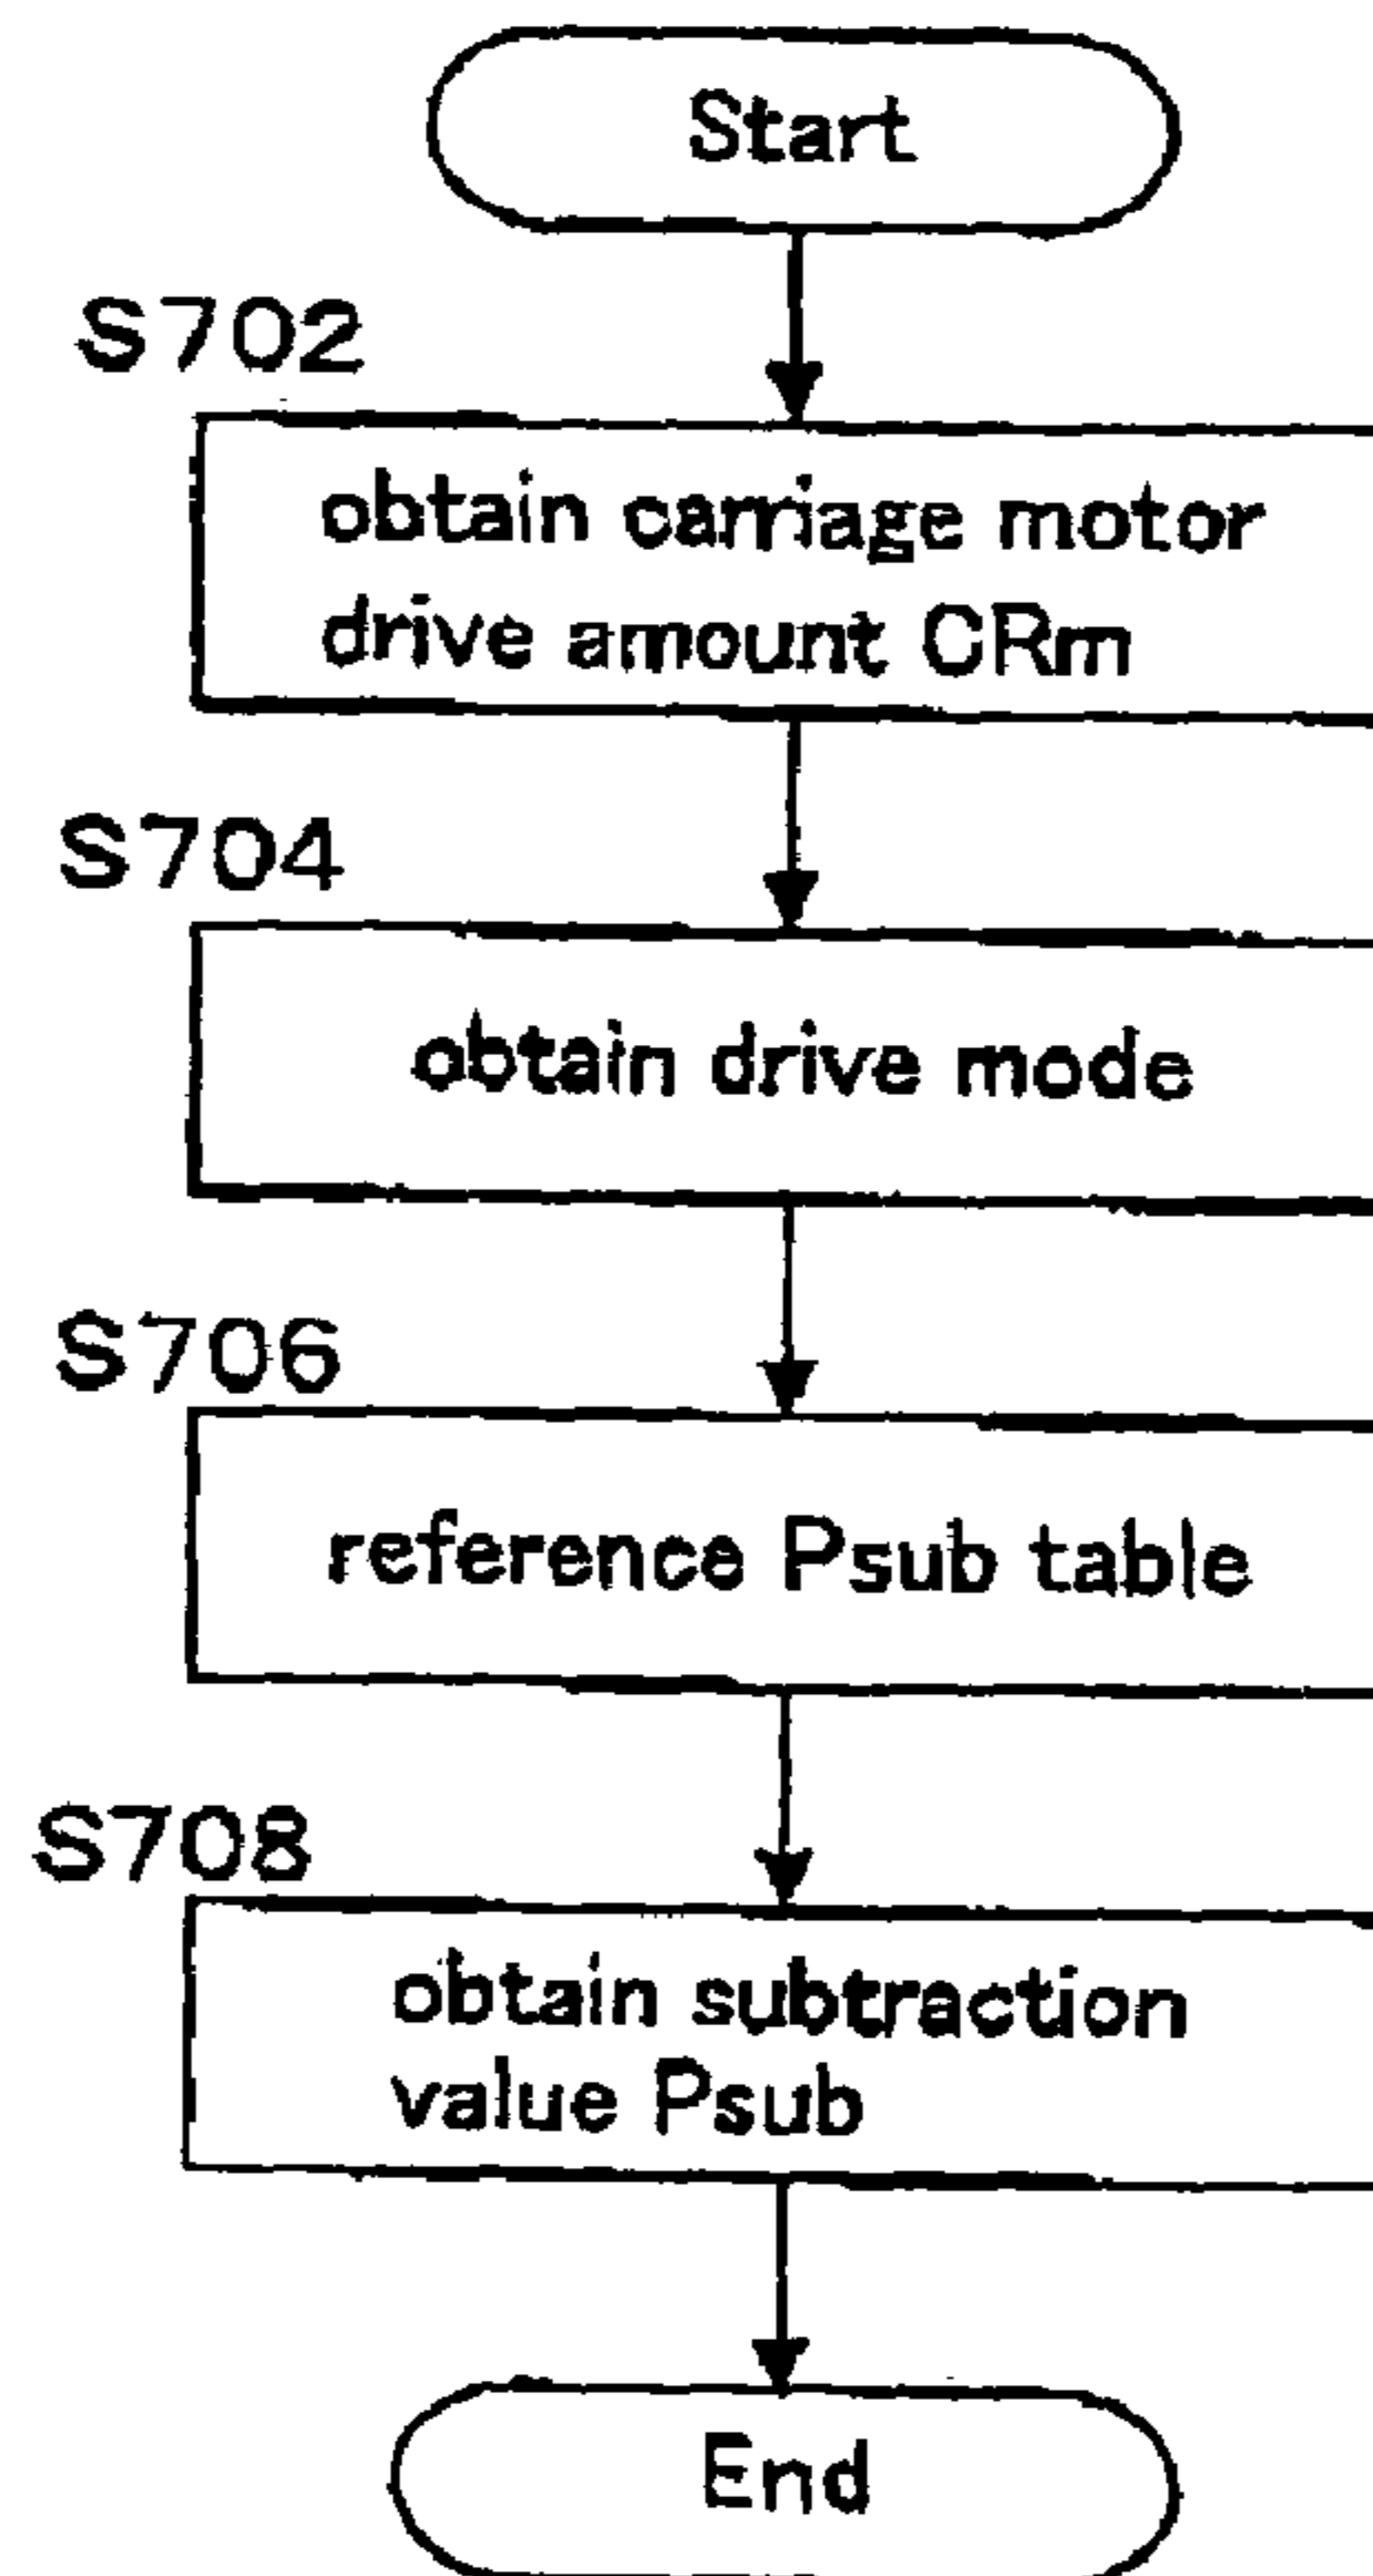 Start
S702
obtain carriage motor
drive amount CRm
S704
obtain drive mode
S706
reference Psub table
S708
obtain subtraction
value Psub
End